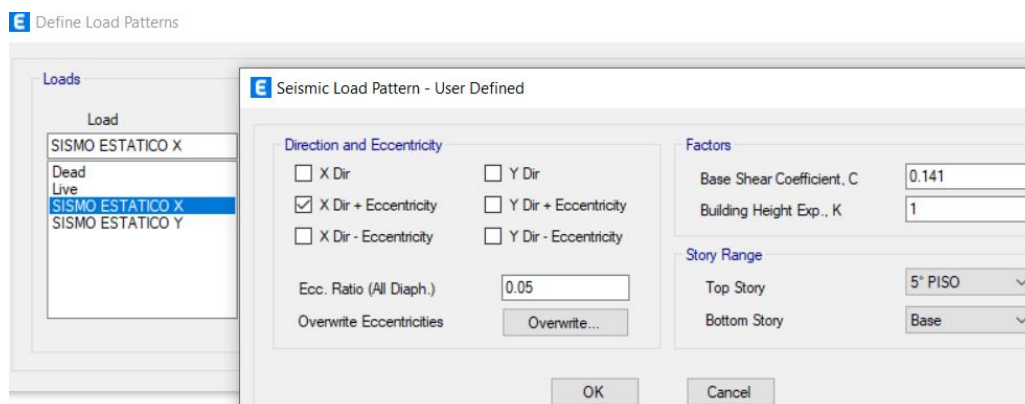 E Define Load Patterns
Loads
Load
SISMO ESTATICO X
Dead
Live
SISMO ESTATICO X
SISMO ESTATICO Y
E Seismic Load Pattern - User Defined
Direction and Eccentricity
X Dir
Y Dir
X Dir + Eccentricity
Y Dir + Eccentricity
X Dir - Eccentricity
Y Dir - Eccentricity
Ecc. Ratio (All Diaph.)
0.05
Overwrite Eccentricities
Overwrite...
Factors
Base Shear Coefficient, C
0.141
Building Height Exp., K
1
Story Range
Top Story
5° PISO
Bottom Story
Base
OK
Cancel